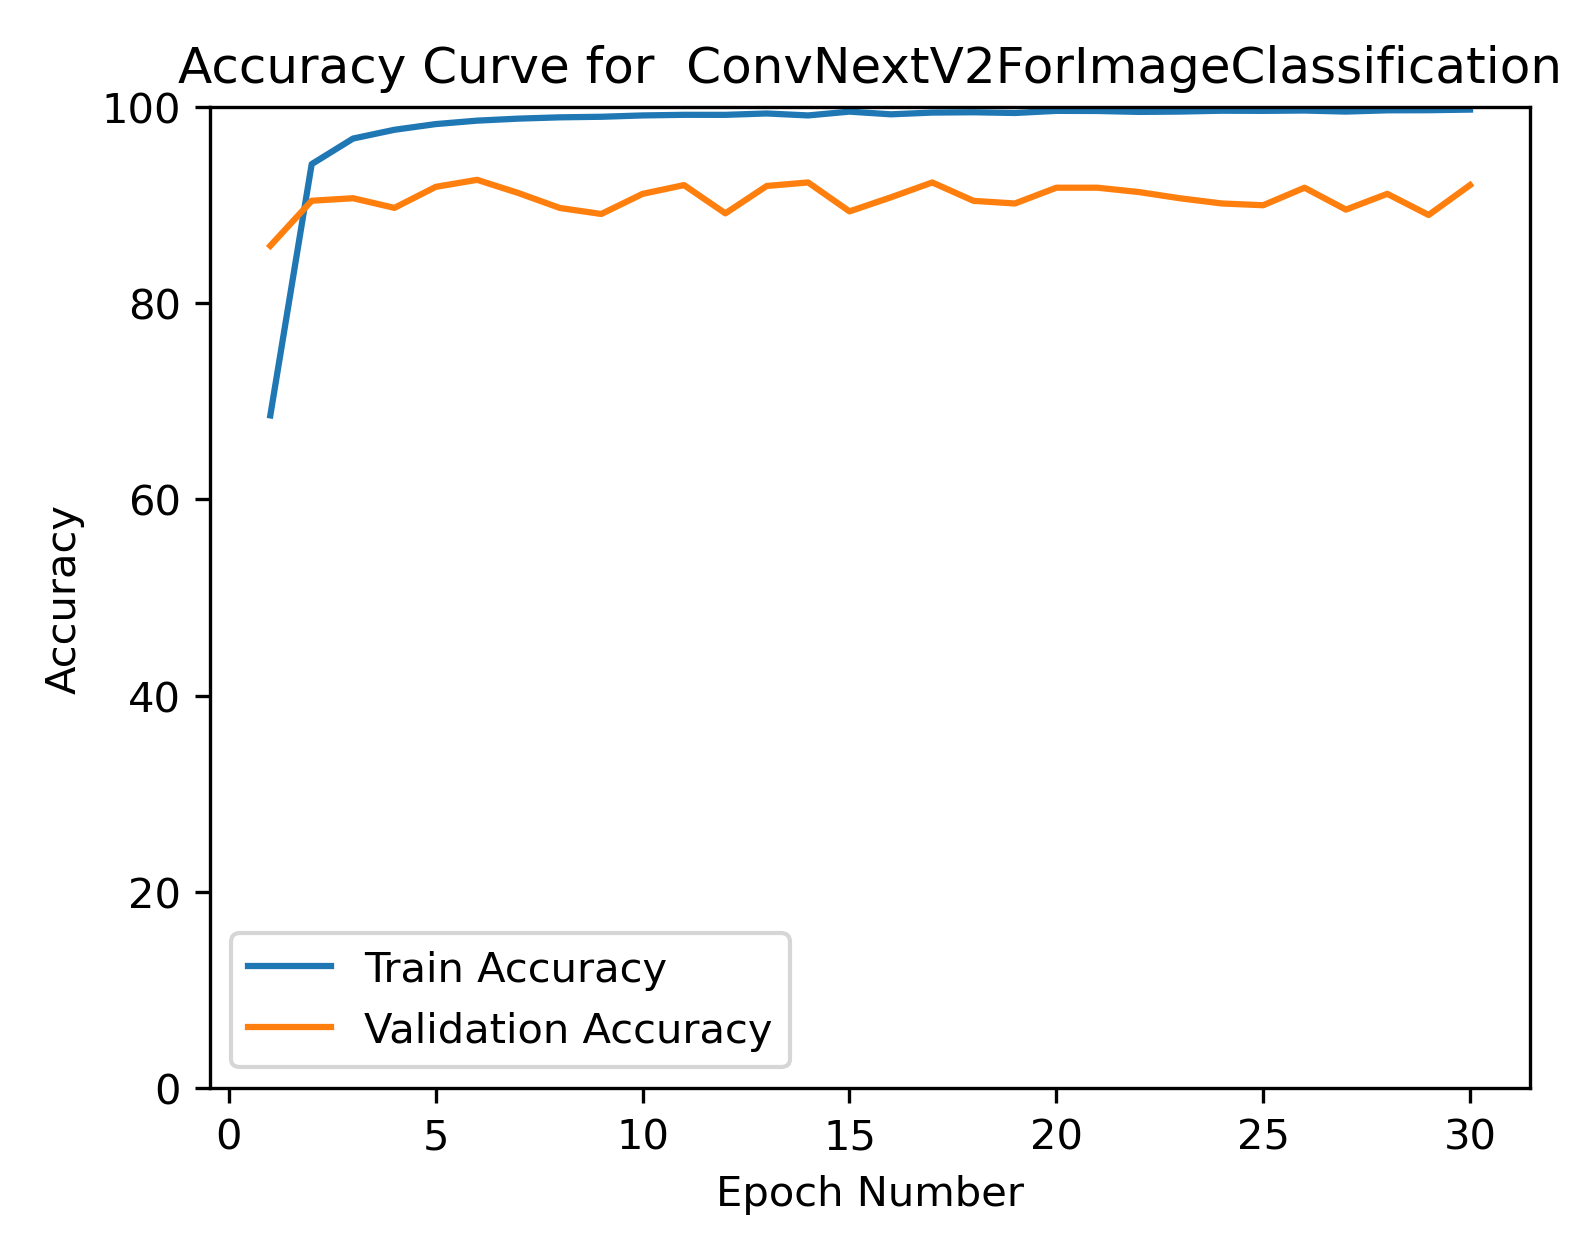 Accuracy Curve for  ConvNextV2ForImageClassification
100
80
60
40
20
0
Accuracy
Train Accuracy
Validation Accuracy
0 5 10 15 20 25 30
Epoch Number